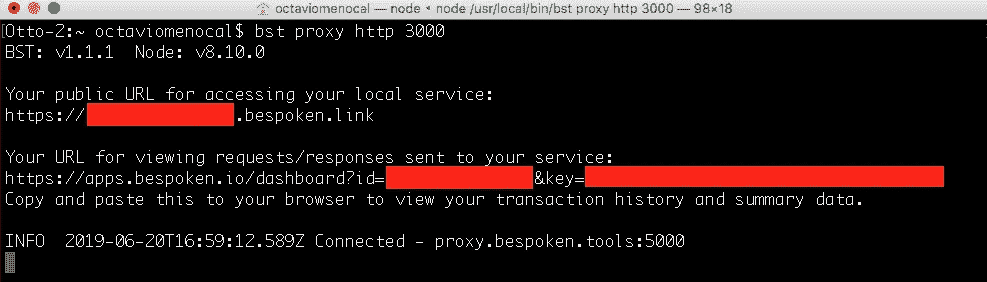 octaviomenocal — node • node /usr/local/bin/bst proxy http 3000 — 98×18
[Otto-2:~ octaviomenocal$ bst proxy http 3000
BST: v1.1.1  Node: v8.10.0
Your public URL for accessing your local service:
https:// .bespoken.link
Your URL for viewing requests/responses sent to your service:
https://apps.bespoken.io/dashboard?id= &key=
Copy and paste this to your browser to view your transaction history and summary data.
INFO  2019-06-20T16:59:12.589Z Connected - proxy.bespoken.tools:5000